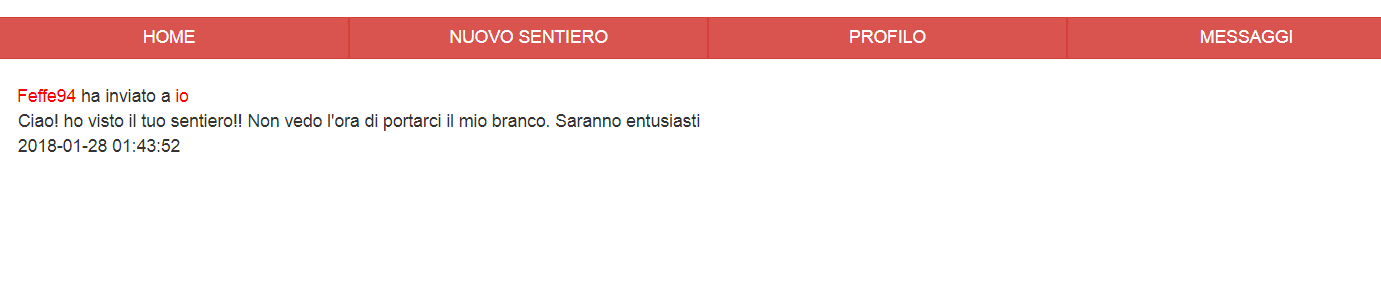 HOME NUOVO SENTIERO PROFILO MESSAGGI
Feffe94 ha inviato a io
Ciao! ho visto il tuo sentiero!! Non vedo l'ora di portarci il mio branco. Saranno entusiasti
2018-01-28 01:43:52